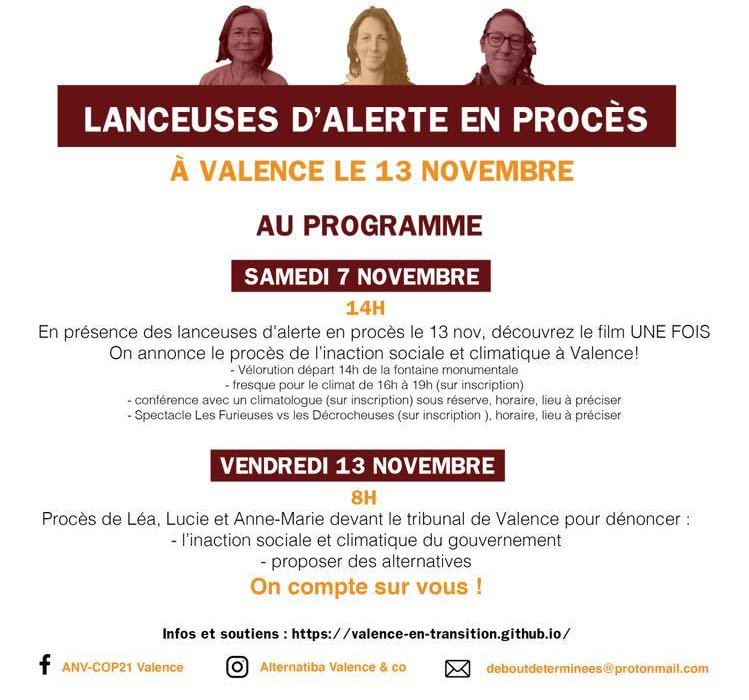 LANCEUSES D'ALERTE EN PROCÈS
À VALENCE LE 13 NOVEMBRE
AU PROGRAMME
SAMEDI 7 NOVEMBRE
14H
En présence des lanceuses d'alerte en procès le 13 nov, découvrez le film UNE FOIS
On annonce le procès de l'inaction sociale et climatique à Valence!
- Vélorution départ 14h de la fontaine monumentale
- fresque pour le climat de 16h à 19h (sur inscription)
- conférence avec un climatologue (sur inscription) sous réserve, horaire, lieu à préciser
- Spectacle Les Furieuses vs les Décrocheuses (sur inscription ), horaire, lieu à préciser
VENDREDI 13 NOVEMBRE
8H
Procès de Léa, Lucie et Anne-Marie devant le tribunal de Valence pour dénoncer :
- l'inaction sociale et climatique du gouvernement
- proposer des alternatives
On compte sur vous !
Infos et soutiens : https://valence-en-transition.github.io/
ANV-COP21 Valence
Alternatiba Valence & co
deboutdeterminees@protonmail.com